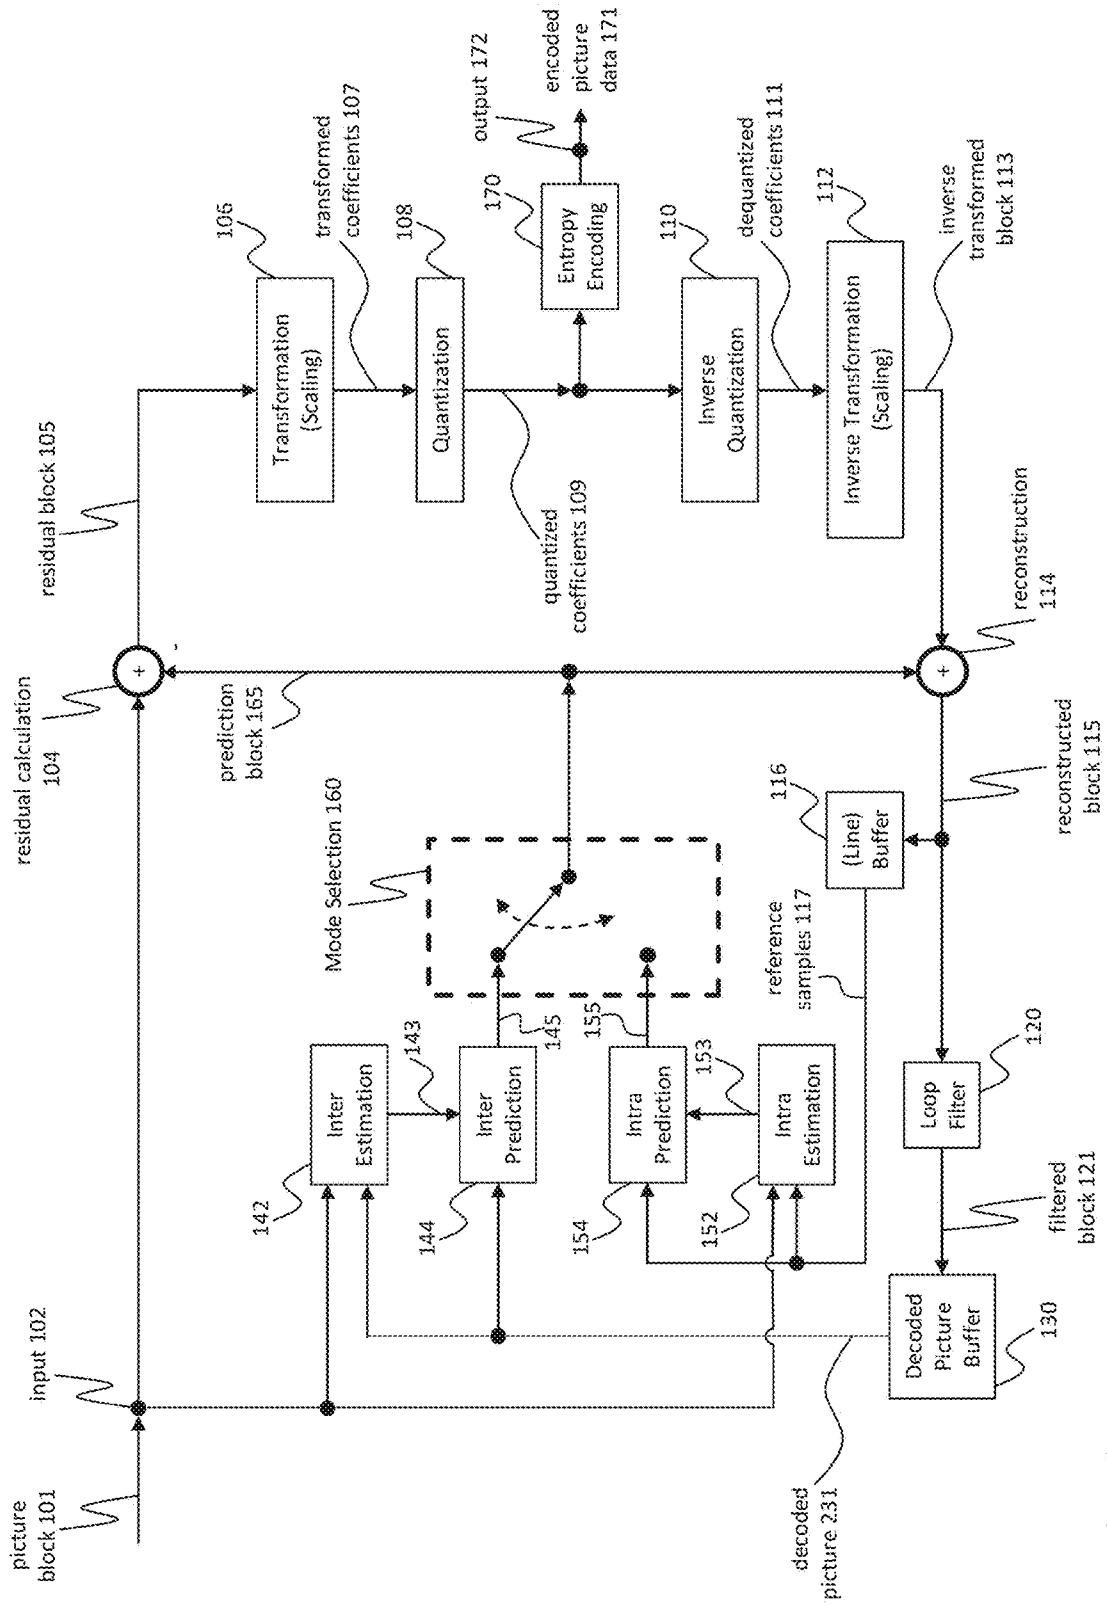 picture
block 101
input 102
residual calculation
104
residual block 105
+
Transformation
(Scaling)
106
transformed
coefficients 107
Quantization
108
quantized
coefficients 109
Entropy
Encoding
170
output 172
encoded
picture
data 171
Inverse
Quantization
110
dequantized
coefficients 111
Inverse Transformation
(Scaling)
112
inverse
transformed
block 113
reconstruction
114
+
prediction
block 165
Mode Selection 160
Inter
Estimation
142
143
Inter
Prediction
144
145
Intra
Prediction
154
155
153
Intra
Estimation
152
reference
samples 117
(Line)
Buffer
116
reconstructed
block 115
Loop
Filter
120
filtered
block 121
Decoded
Picture
Buffer
130
decoded
picture 231